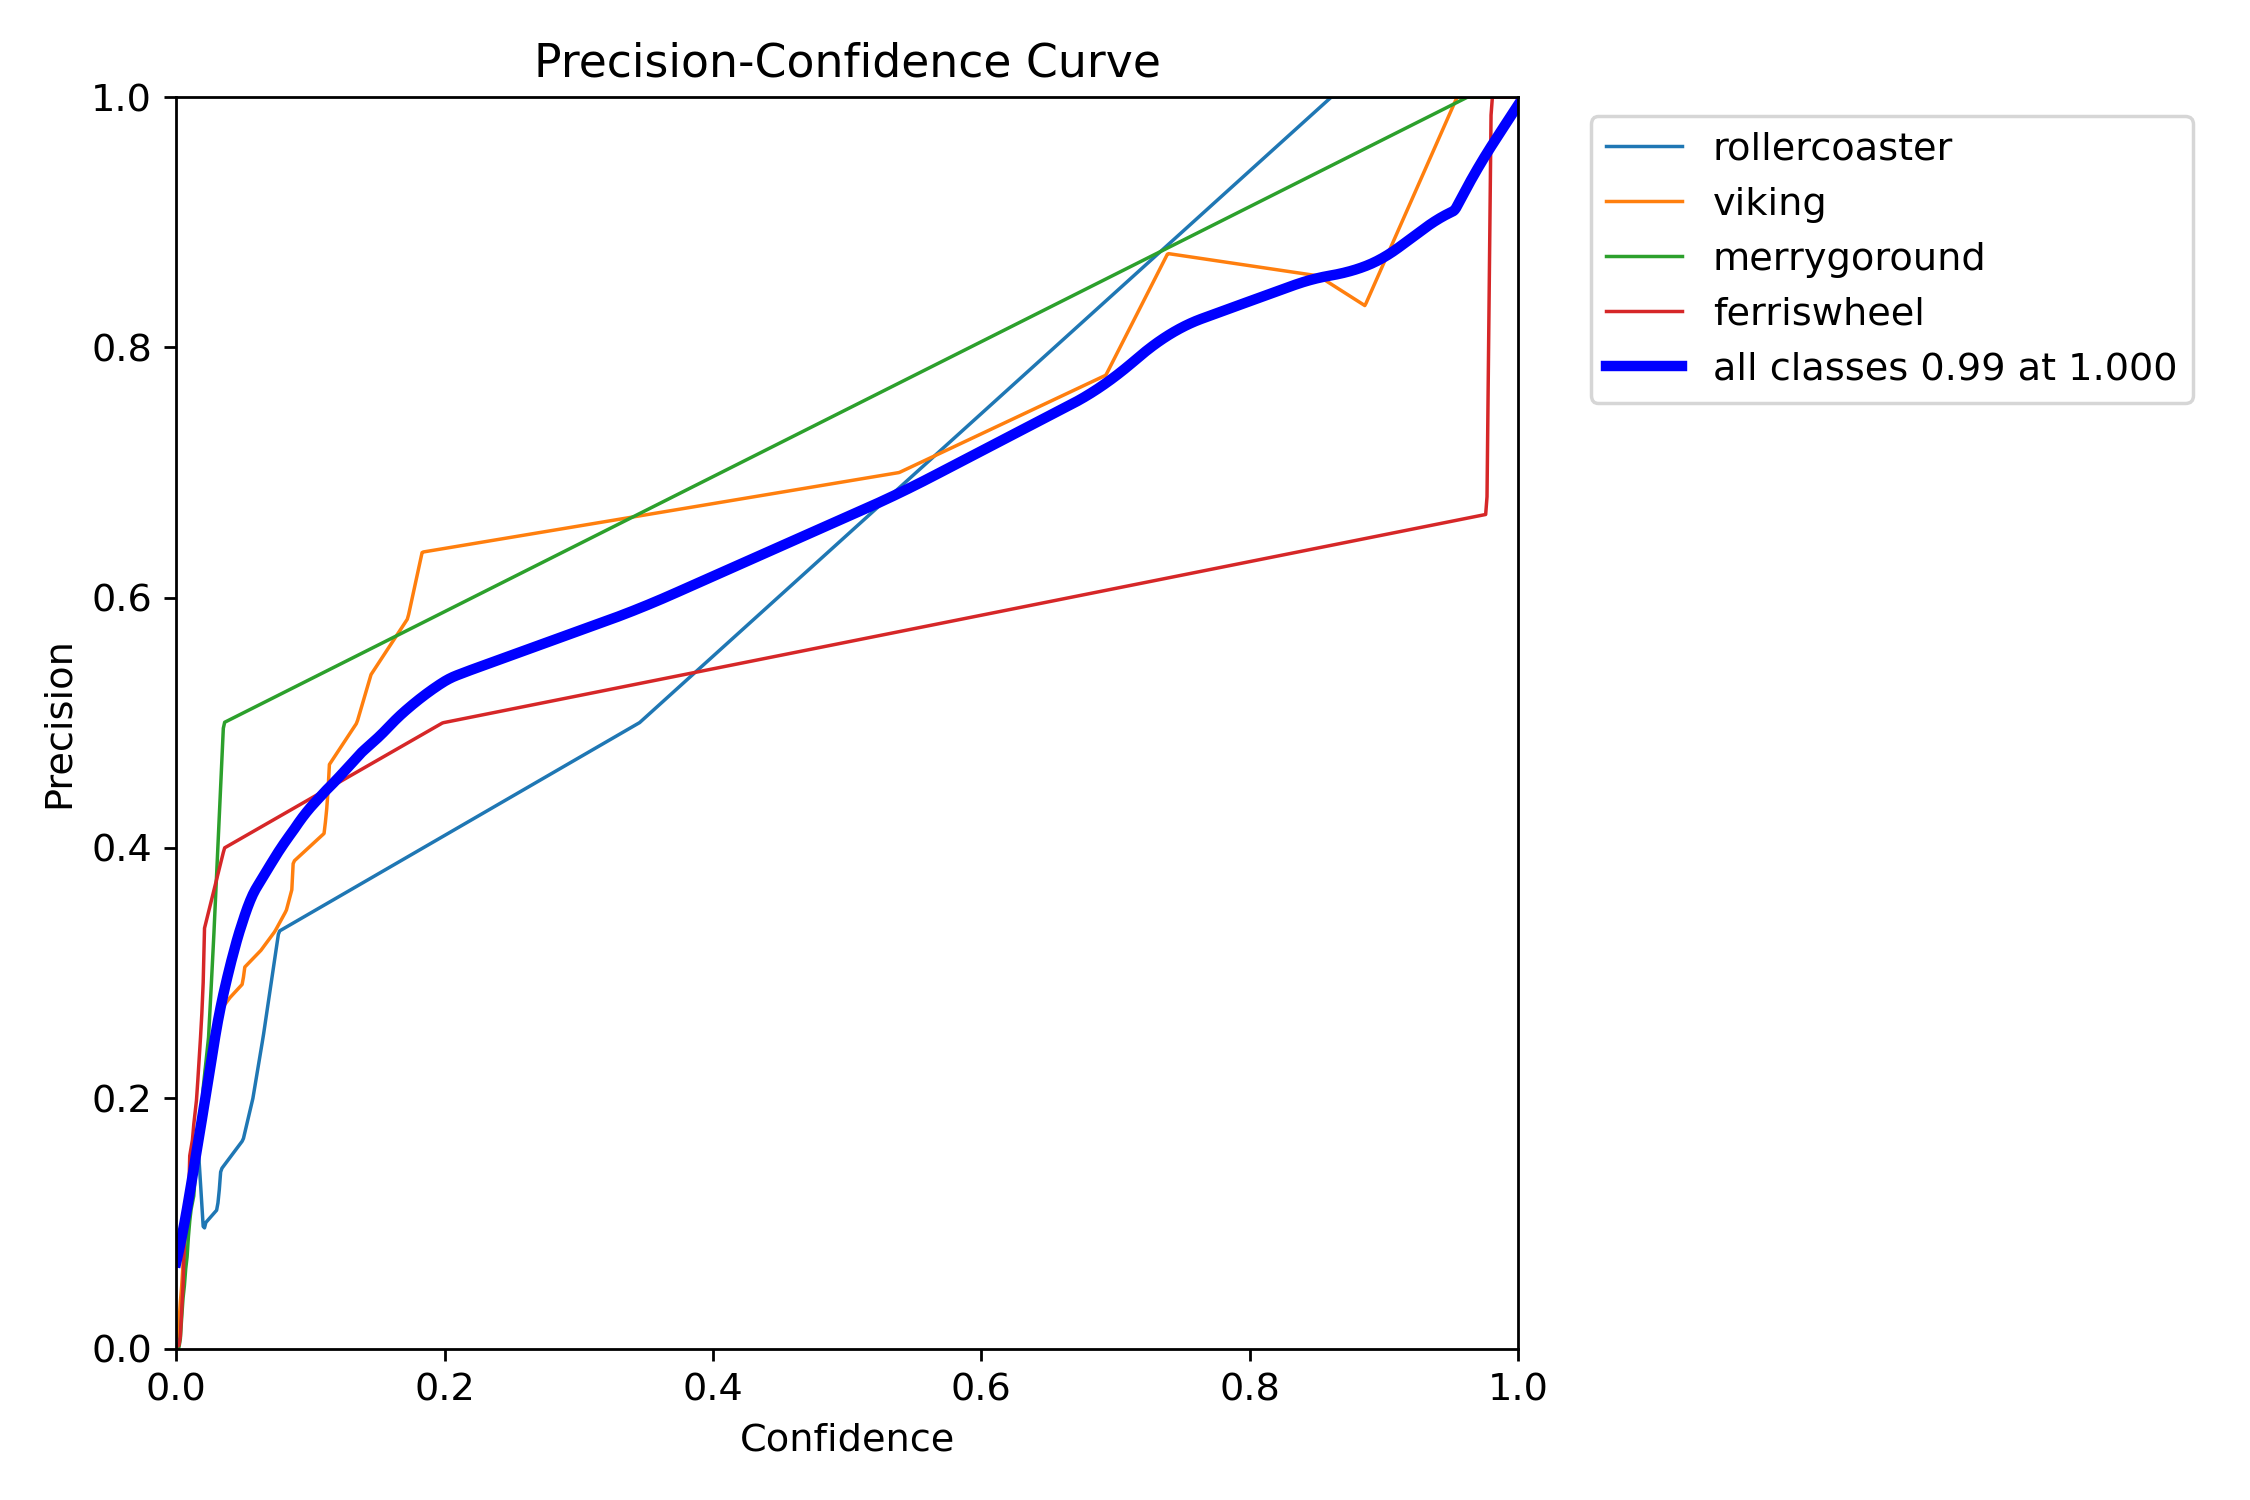 Precision-Confidence Curve
1.0
0.8
0.6
0.4
0.2
0.0
Precision
0.0 0.2 0.4 0.6 0.8 1.0
Confidence
rollercoaster
viking
merrygoround
ferriswheel
all classes 0.99 at 1.000